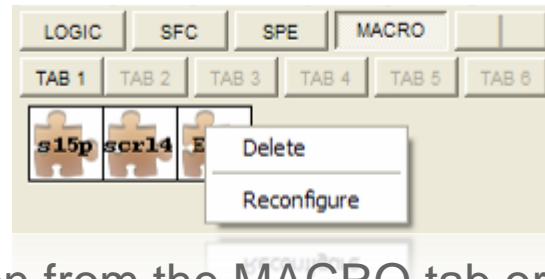 LOGIC SFC SPE MACRO
TAB 1 TAB 2 TAB 3 TAB 4 TAB 5 TAB 6
s15p scr14 E
Delete
Reconfigure
from the MACRO tab